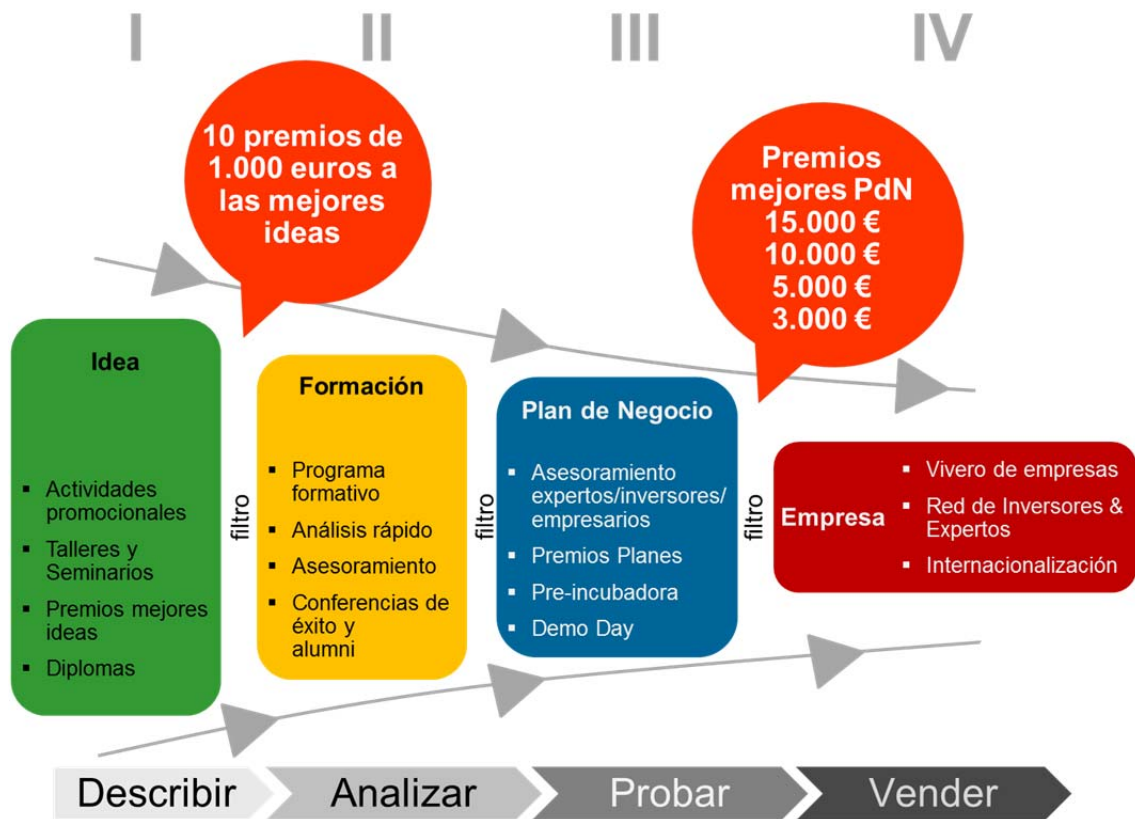 I
II
III
IV
10 premios de
1.000 euros a
las mejores
ideas
Premios
mejores PdN
15.000 €
10.000 €
5.000 €
3.000 €
Idea
▪ Actividades
promocionales
▪ Talleres y
Seminarios
▪ Premios mejores
ideas
▪ Diplomas
filtro
Formación
▪ Programa
formativo
▪ Análisis rápido
▪ Asesoramiento
▪ Conferencias de
éxito y
alumni
filtro
Plan de Negocio
▪ Asesoramiento
expertos/inversores/
empresarios
▪ Premios Planes
▪ Pre-incubadora
▪ Demo Day
filtro
Empresa
▪ Vivero de empresas
▪ Red de Inversores &
Expertos
▪ Internacionalización
Describir
Analizar
Probar
Vender